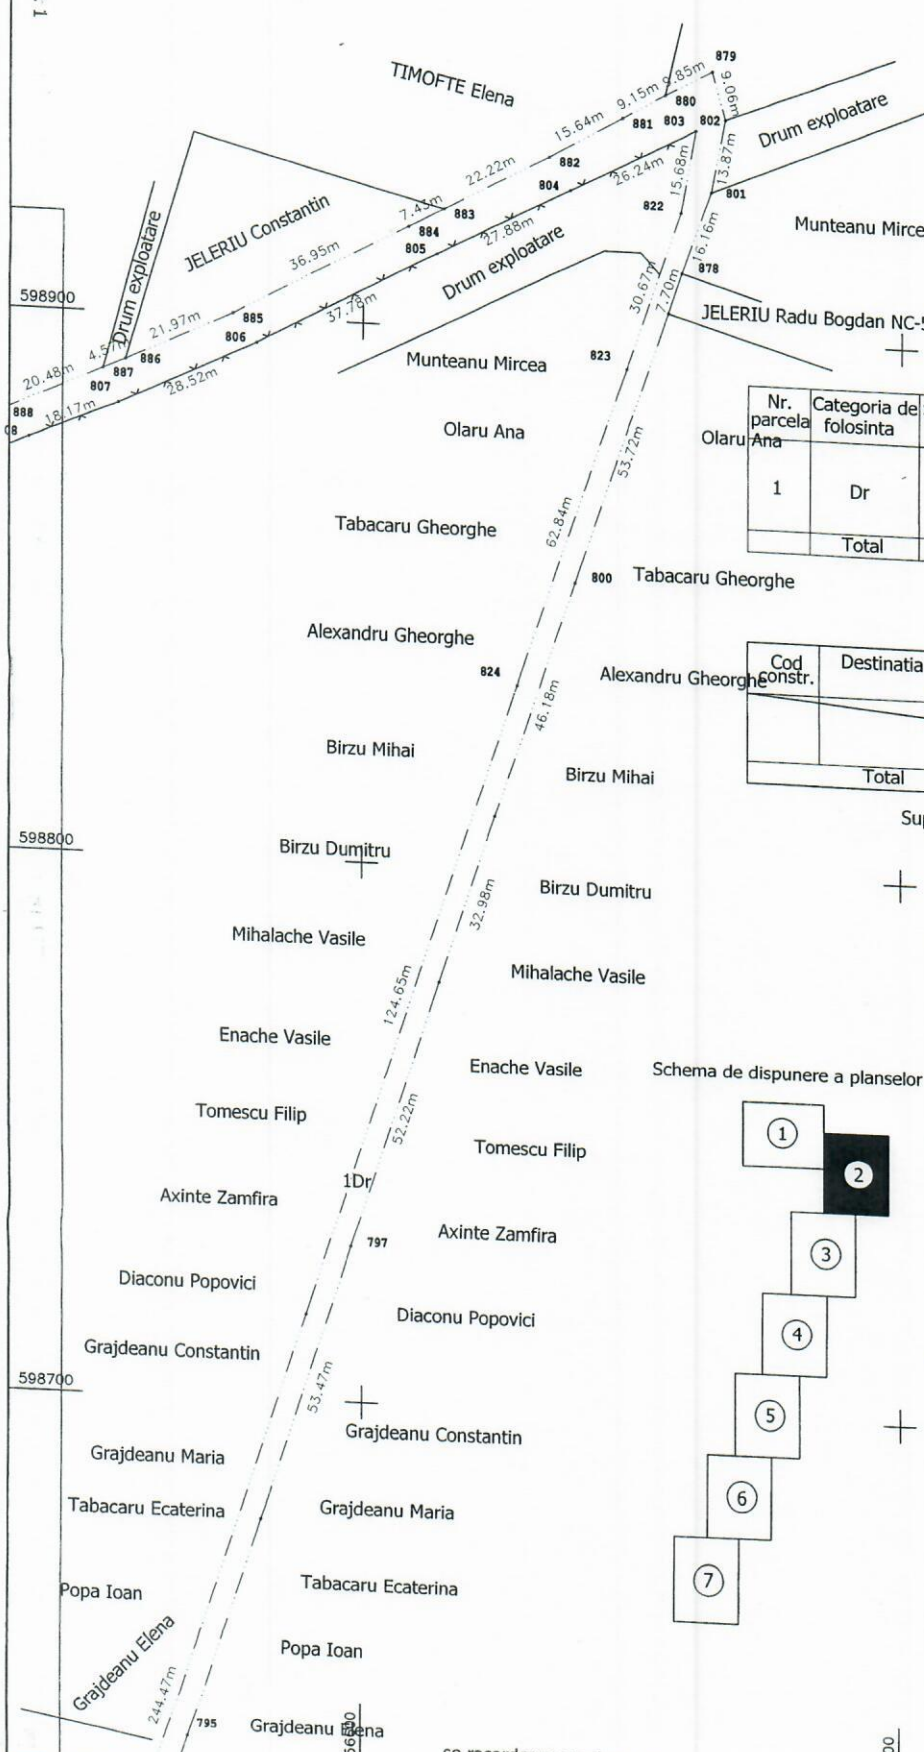 1
TIMOFTE Elena
879
9.85m
9.15m
9.06m
880
881
803
802
15.64m
Drum exploatare
13.87m
882
26.24m
15.68m
22.22m
804
801
822
7.43m
883
884
JELERIU Constantin
27.88m
Munteanu Mirce
16.16m
805
36.95m
Drum exploatare
Drum exploatare
878
30.67m
7.70m
598900
37.78m
885
JELERIU Radu Bogdan NC-5
21.97m
806
4.57m
886
887
Munteanu Mircea
823
20.48m
807
28.52m
888
18.17m
08
Nr. parcela
Categoria de folosinta
Olaru Ana
Olaru Ana
53.72m
1
Dr
Total
62.84m
Tabacaru Gheorghe
800
Tabacaru Gheorghe
Alexandru Gheorghe
824
Alexandru Gheorghe
Cod constr.
Destinatia
46.18m
Birzu Mihai
Birzu Mihai
Total
Su
598800
Birzu Dumitru
Birzu Dumitru
32.98m
Mihalache Vasile
Mihalache Vasile
124.65m
Enache Vasile
Enache Vasile
Schema de dispunere a planselor
Tomescu Filip
52.22m
1
Tomescu Filip
2
1Dr
Axinte Zamfira
797
Axinte Zamfira
3
Diaconu Popovici
Diaconu Popovici
4
Grajdeanu Constantin
598700
53.47m
5
Grajdeanu Constantin
Grajdeanu Maria
6
Tabacaru Ecaterina
Grajdeanu Maria
7
Popa Ioan
Tabacaru Ecaterina
Grajdeanu Elena
Popa Ioan
244.47m
795
Grajdeanu Elena
00